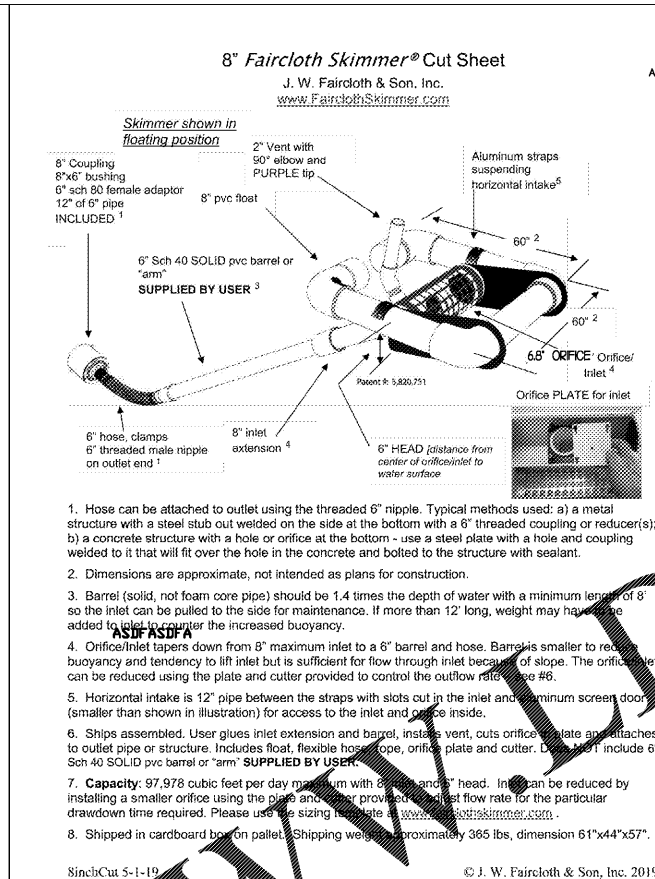 8" Faircloth Skimmer® Cut Sheet
J. W. Faircloth & Son, Inc.
www.FairclothSkimmer.com
A
Skimmer shown in
floating position
8" Coupling
8"x6" bushing
6" sch 80 female adaptor
12" of 6" pipe
INCLUDED 1
8" pvc float
2" Vent with
90° elbow and
PURPLE tip
Aluminum straps
suspending
horizontal intake5
60" 2
6" Sch 40 SOLID pvc barrel or
"arm"
SUPPLIED BY USER 3
60" 2
6.8" ORIFICE Orifice/
Inlet 4
Patent #: 5,820,751
Orifice PLATE for inlet
6" hose, clamps
6" threaded male nipple
on outlet end 1
8" inlet
extension 4
6" HEAD [distance from
center of orifice/inlet to
water surface
1. Hose can be attached to outlet using the threaded 6" nipple. Typical methods used: a) a metal
structure with a steel stub out welded on the side at the bottom with a 6" threaded coupling or reducer(s);
b) a concrete structure with a hole or orifice at the bottom - use a steel plate with a hole and coupling
welded to it that will fit over the hole in the concrete and bolted to the structure with sealant.
2. Dimensions are approximate, not intended as plans for construction.
3. Barrel (solid, not foam core pipe) should be 1.4 times the depth of water with a minimum length of 8'
so the inlet can be pulled to the side for maintenance. If more than 12' long, weight may have to be
added to inlet to counter the increased buoyancy.
ASDFASDFA
4. Orifice/Inlet tapers down from 8" maximum inlet to a 6" barrel and hose. Barrel is smaller to reduce
buoyancy and tendency to lift inlet but is sufficient for flow through inlet because of slope. The orifice/inlet
can be reduced using the plate and cutter provided to control the outflow rate - see #6.
5. Horizontal intake is 12" pipe between the straps with slots cut in the inlet and aluminum screen door
(smaller than shown in illustration) for access to the inlet and orifice inside.
6. Ships assembled. User glues inlet extension and barrel, installs vent, cuts orifice in plate and attaches
to outlet pipe or structure. Includes float, flexible hose, rope, orifice plate and cutter. Does NOT include 6"
Sch 40 SOLID pvc barrel or "arm" SUPPLIED BY USER.
7. Capacity: 97,978 cubic feet per day maximum with 8" inlet and 6" head. Inlet can be reduced by
installing a smaller orifice using the plate and cutter provided to adjust flow rate for the particular
drawdown time required. Please use the sizing template at www.fairclothskimmer.com .
8. Shipped in cardboard box on pallet. Shipping weight approximately 365 lbs, dimension 61"x44"x57".
8inchCut 5-1-19
© J. W. Faircloth & Son, Inc. 2019
WW.LI